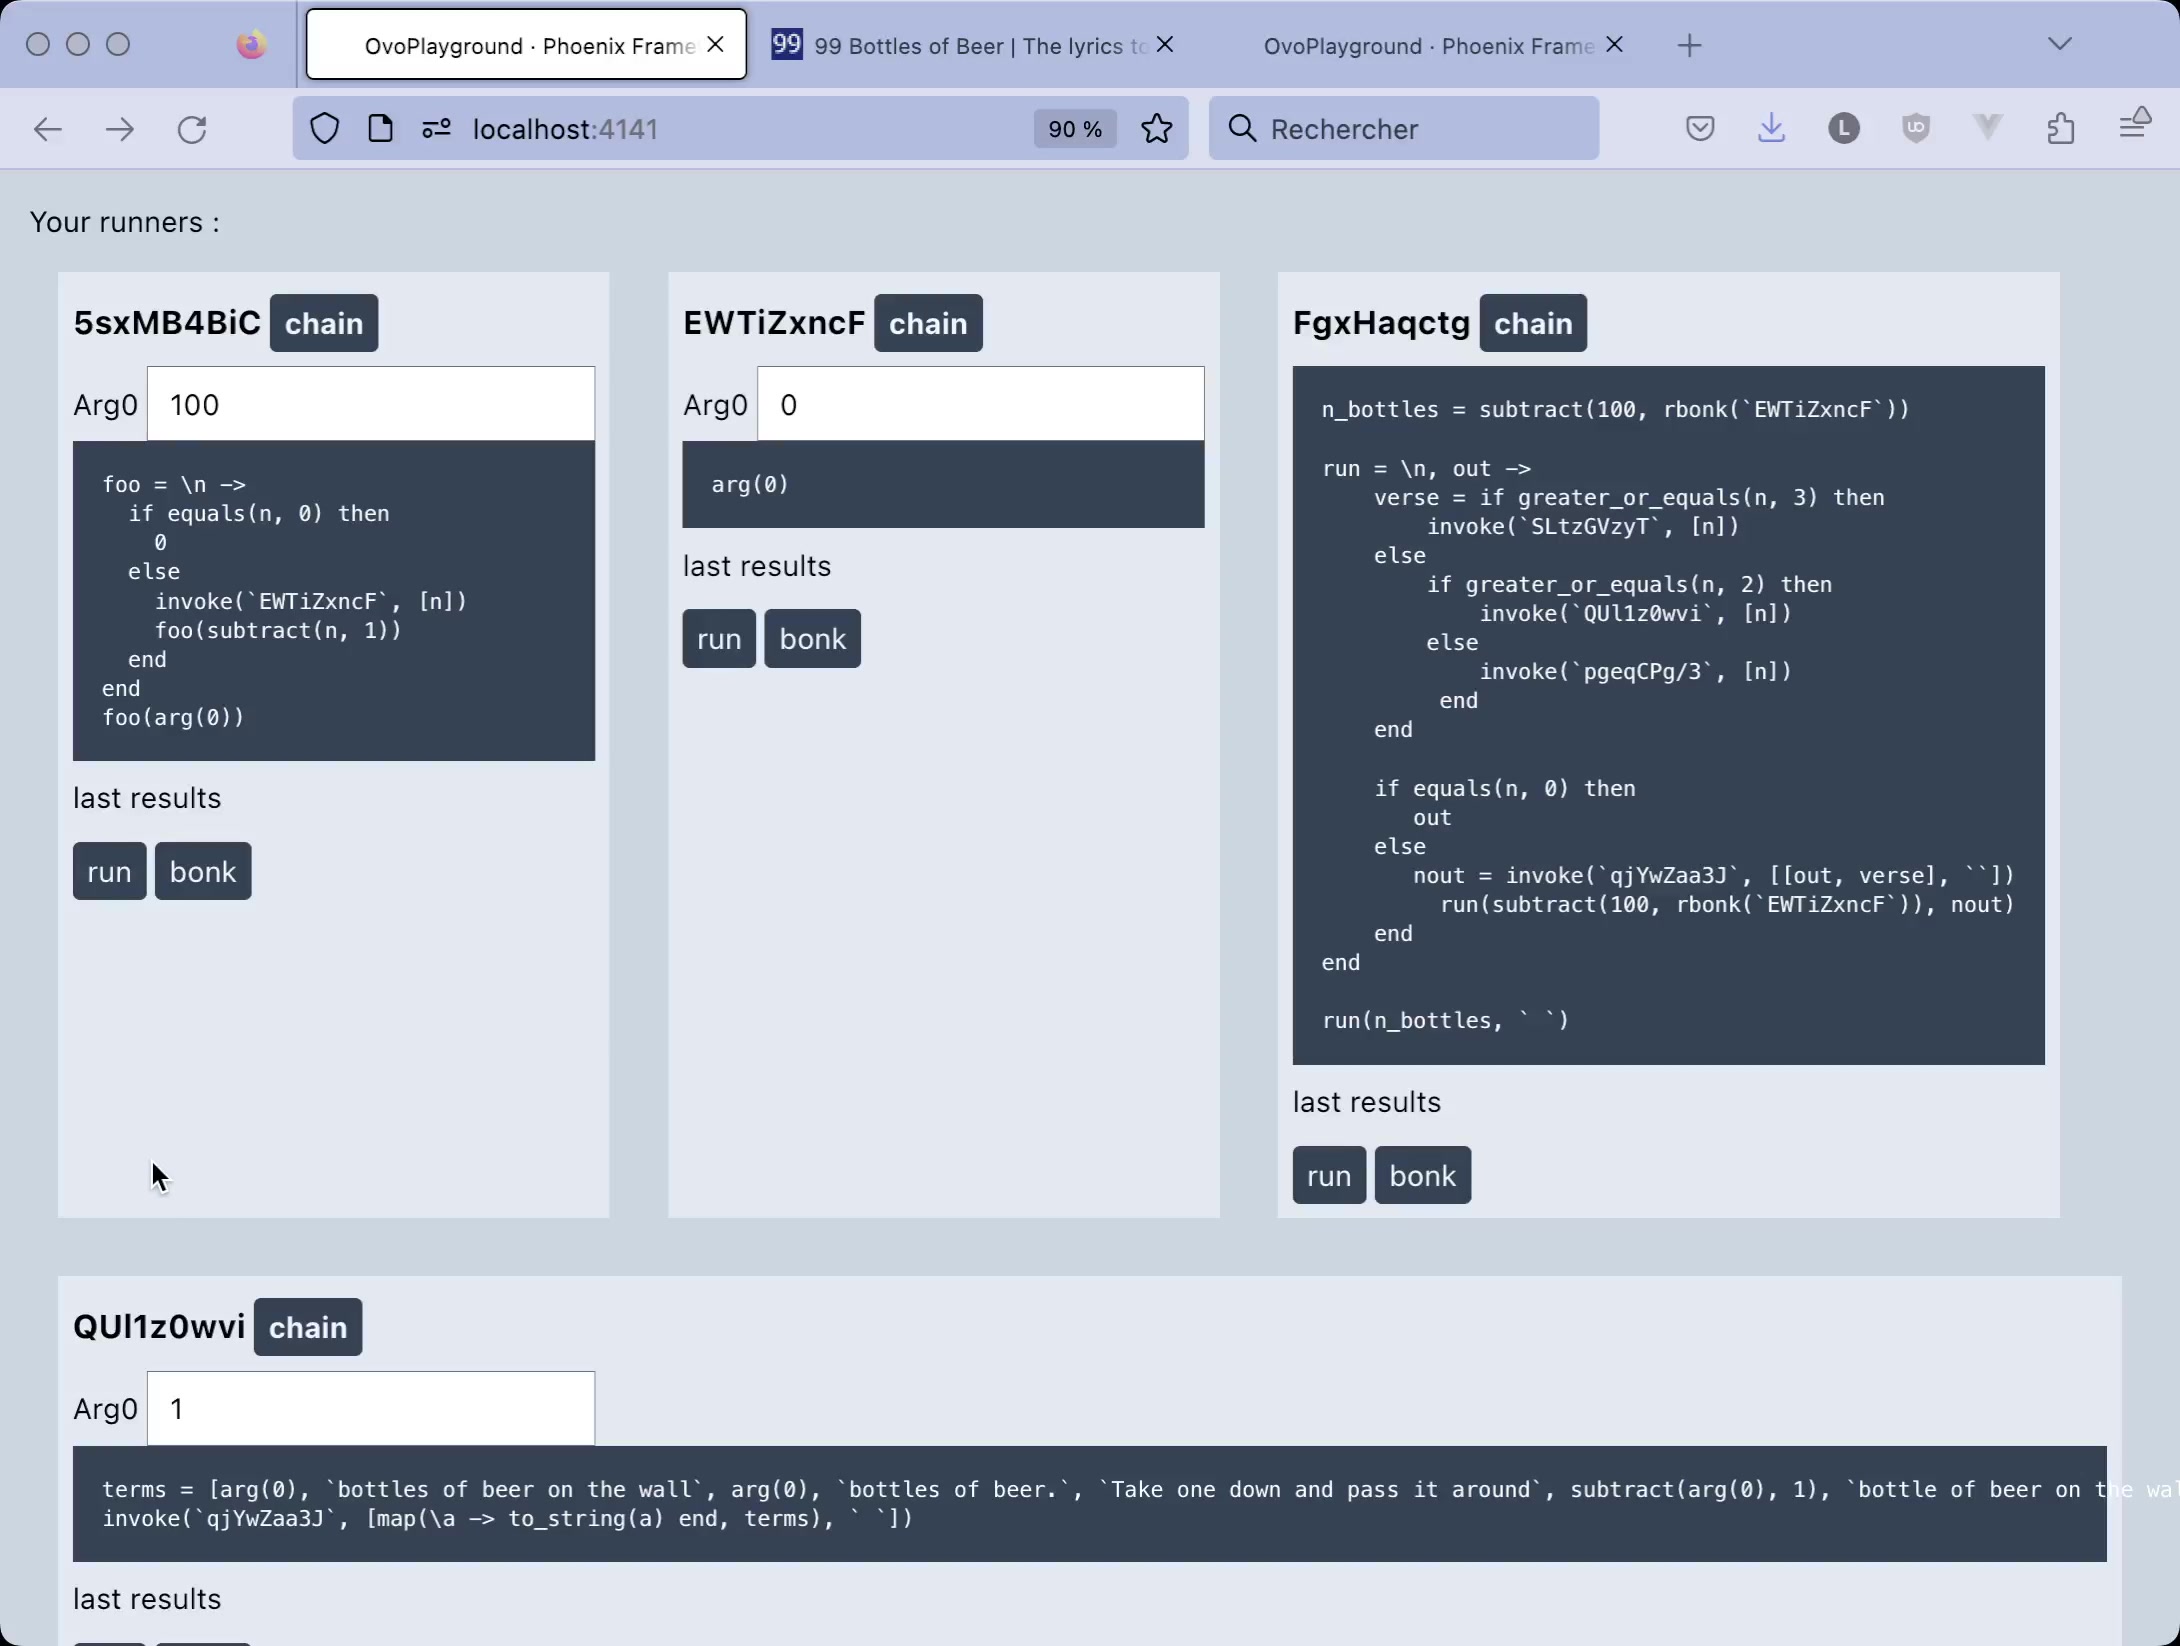 OvoPlayground · Phoenix Frame
99 Bottles of Beer | The lyrics to
OvoPlayground · Phoenix Frame
localhost:4141
90 %
Rechercher
Your runners :
5sxMB4BiC chain
Arg0 100
foo = \n ->
if equals(n, 0) then
0
else
invoke(`EWTiZxncF`, [n])
foo(subtract(n, 1))
end
end
foo(arg(0))
last results
run bonk
EWTiZxncF chain
Arg0 0
arg(0)
last results
run bonk
FgxHaqctg chain
n_bottles = subtract(100, rbonk(`EWTiZxncF`))
run = \n, out ->
verse = if greater_or_equals(n, 3) then
invoke(`SLtzGVzyT`, [n])
else
if greater_or_equals(n, 2) then
invoke(`QUl1z0wvi`, [n])
else
invoke(`pgeqCPg/3`, [n])
end
end
if equals(n, 0) then
out
else
nout = invoke(`qjYwZaa3J`, [[out, verse], ``])
run(subtract(100, rbonk(`EWTiZxncF`)), nout)
end
end
run(n_bottles, ` `)
last results
run bonk
QUl1z0wvi chain
Arg0 1
terms = [arg(0), `bottles of beer on the wall`, arg(0), `bottles of beer.`, `Take one down and pass it around`, subtract(arg(0), 1), `bottle of beer on the wal
invoke(`qjYwZaa3J`, [map(\a -> to_string(a) end, terms), ` `])
last results